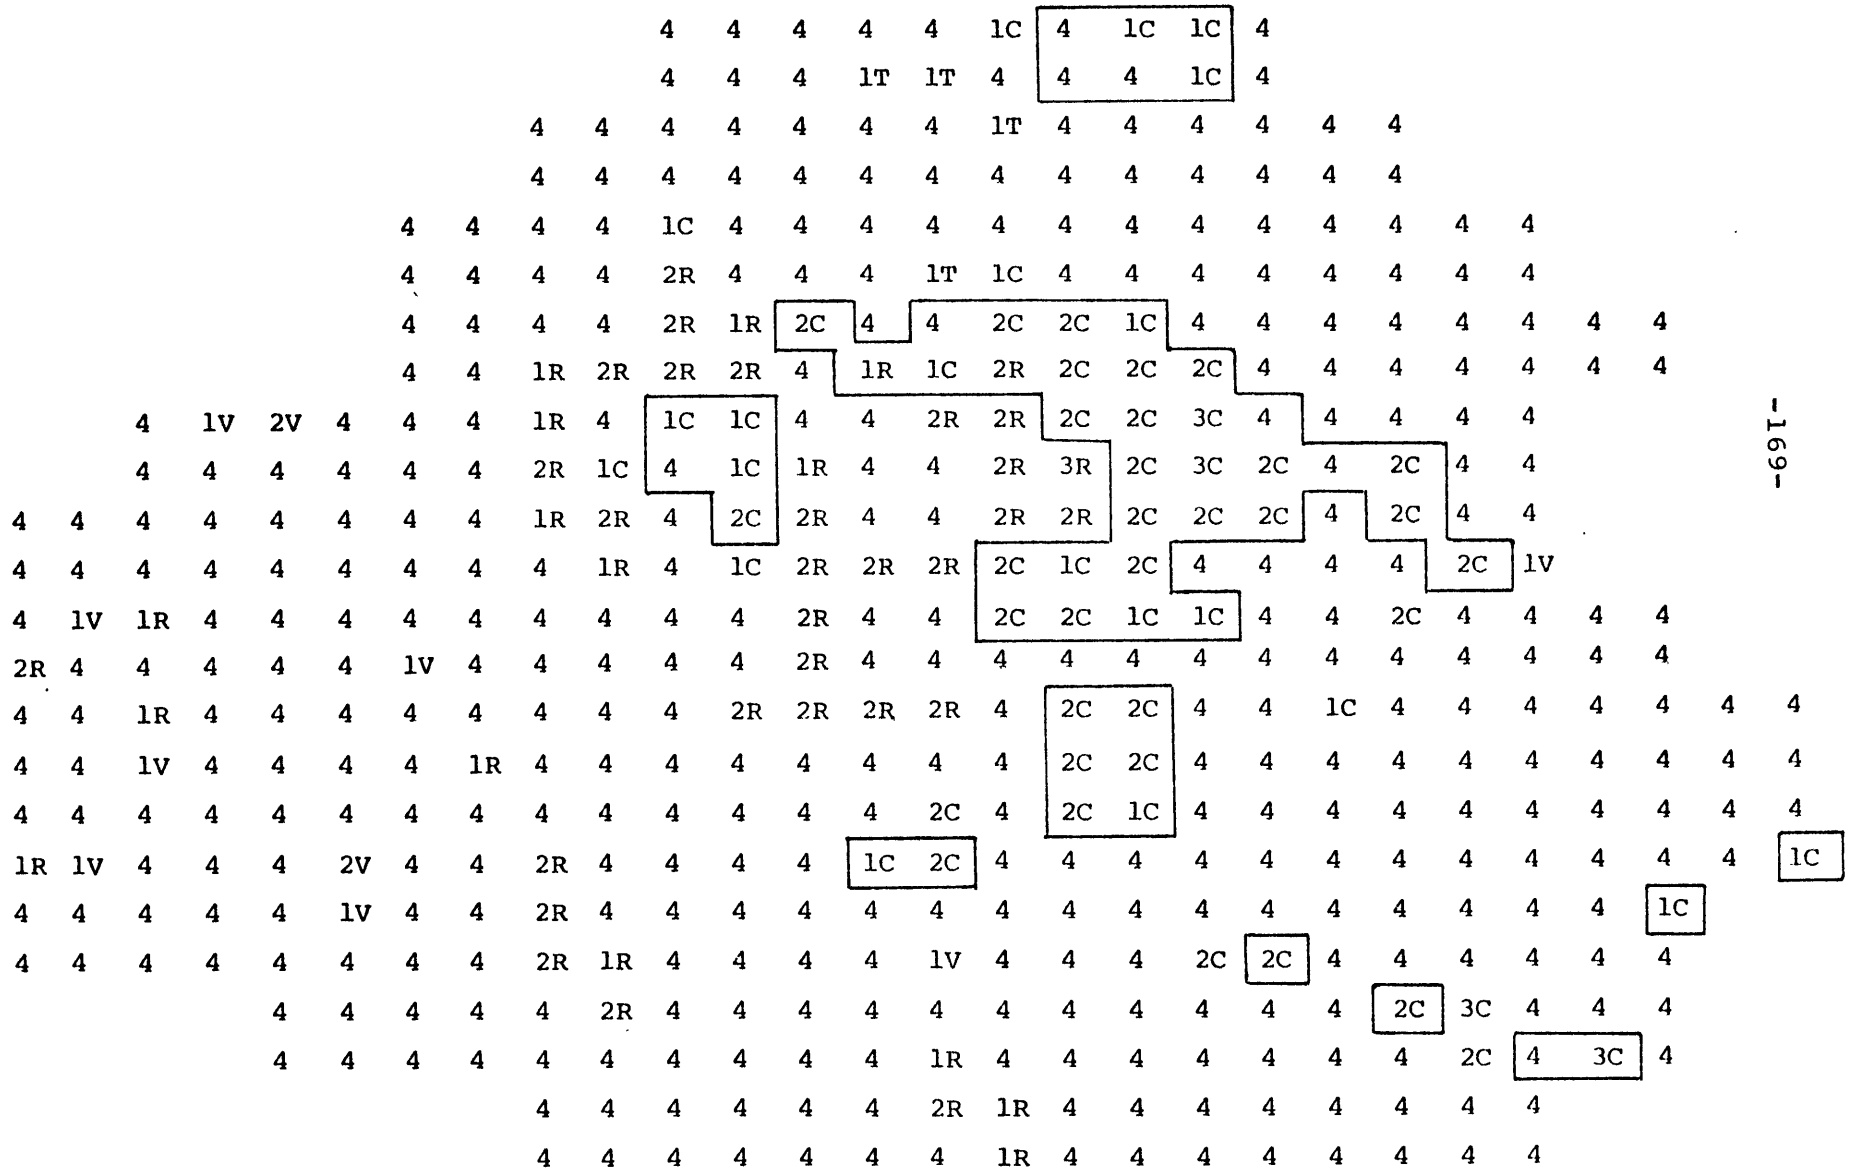 4 4 4 4 4 1C 4 1C 1C 4
4 4 4 1T 1T 4 4 4 1C 4
4 4 4 4 4 4 4 1T 4 4 4 4 4 4
4 4 4 4 4 4 4 4 4 4 4 4 4 4
4 4 4 4 1C 4 4 4 4 4 4 4 4 4 4 4 4 4
4 4 4 4 2R 4 4 4 1T 1C 4 4 4 4 4 4 4 4
4 4 4 4 2R 1R 2C 4 4 2C 2C 1C 4 4 4 4 4 4 4 4
4 4 1R 2R 2R 2R 4 1R 1C 2R 2C 2C 2C 4 4 4 4 4 4 4
4 1V 2V 4 4 4 1R 4 1C 1C 4 4 2R 2R 2C 2C 3C 4 4 4 4 4
4 4 4 4 4 4 2R 1C 4 1C 1R 4 4 2R 3R 2C 3C 2C 4 2C 4 4
4 4 4 4 4 4 4 4 1R 2R 4 2C 2R 4 4 2R 2R 2C 2C 2C 4 2C 4 4
4 4 4 4 4 4 4 4 4 1R 4 1C 2R 2R 2R 2C 1C 2C 4 4 4 4 2C 1V
4 1V 1R 4 4 4 4 4 4 4 4 4 2R 4 4 2C 2C 1C 1C 4 4 2C 4 4 4 4
2R 4 4 4 4 4 1V 4 4 4 4 4 2R 4 4 4 4 4 4 4 4 4 4 4 4 4
4 4 1R 4 4 4 4 4 4 4 4 2R 2R 2R 2R 4 2C 2C 4 4 1C 4 4 4 4 4 4 4
4 4 1V 4 4 4 4 1R 4 4 4 4 4 4 4 4 2C 2C 4 4 4 4 4 4 4 4 4 4
4 4 4 4 4 4 4 4 4 4 4 4 4 4 2C 4 2C 1C 4 4 4 4 4 4 4 4 4 4
1R 1V 4 4 4 2V 4 4 2R 4 4 4 4 1C 2C 4 4 4 4 4 4 4 4 4 4 4 4 1C
4 4 4 4 4 1V 4 4 2R 4 4 4 4 4 4 4 4 4 4 4 4 4 4 4 4 1C
4 4 4 4 4 4 4 4 2R 1R 4 4 4 4 1V 4 4 4 2C 2C 4 4 4 4 4 4
4 4 4 4 4 2R 4 4 4 4 4 4 4 4 4 4 4 2C 3C 4 4 4
4 4 4 4 4 4 4 4 4 4 1R 4 4 4 4 4 4 4 2C 4 3C 4
4 4 4 4 4 4 2R 1R 4 4 4 4 4 4 4 4
4 4 4 4 4 4 4 1R 4 4 4 4 4 4 4 4
-169-